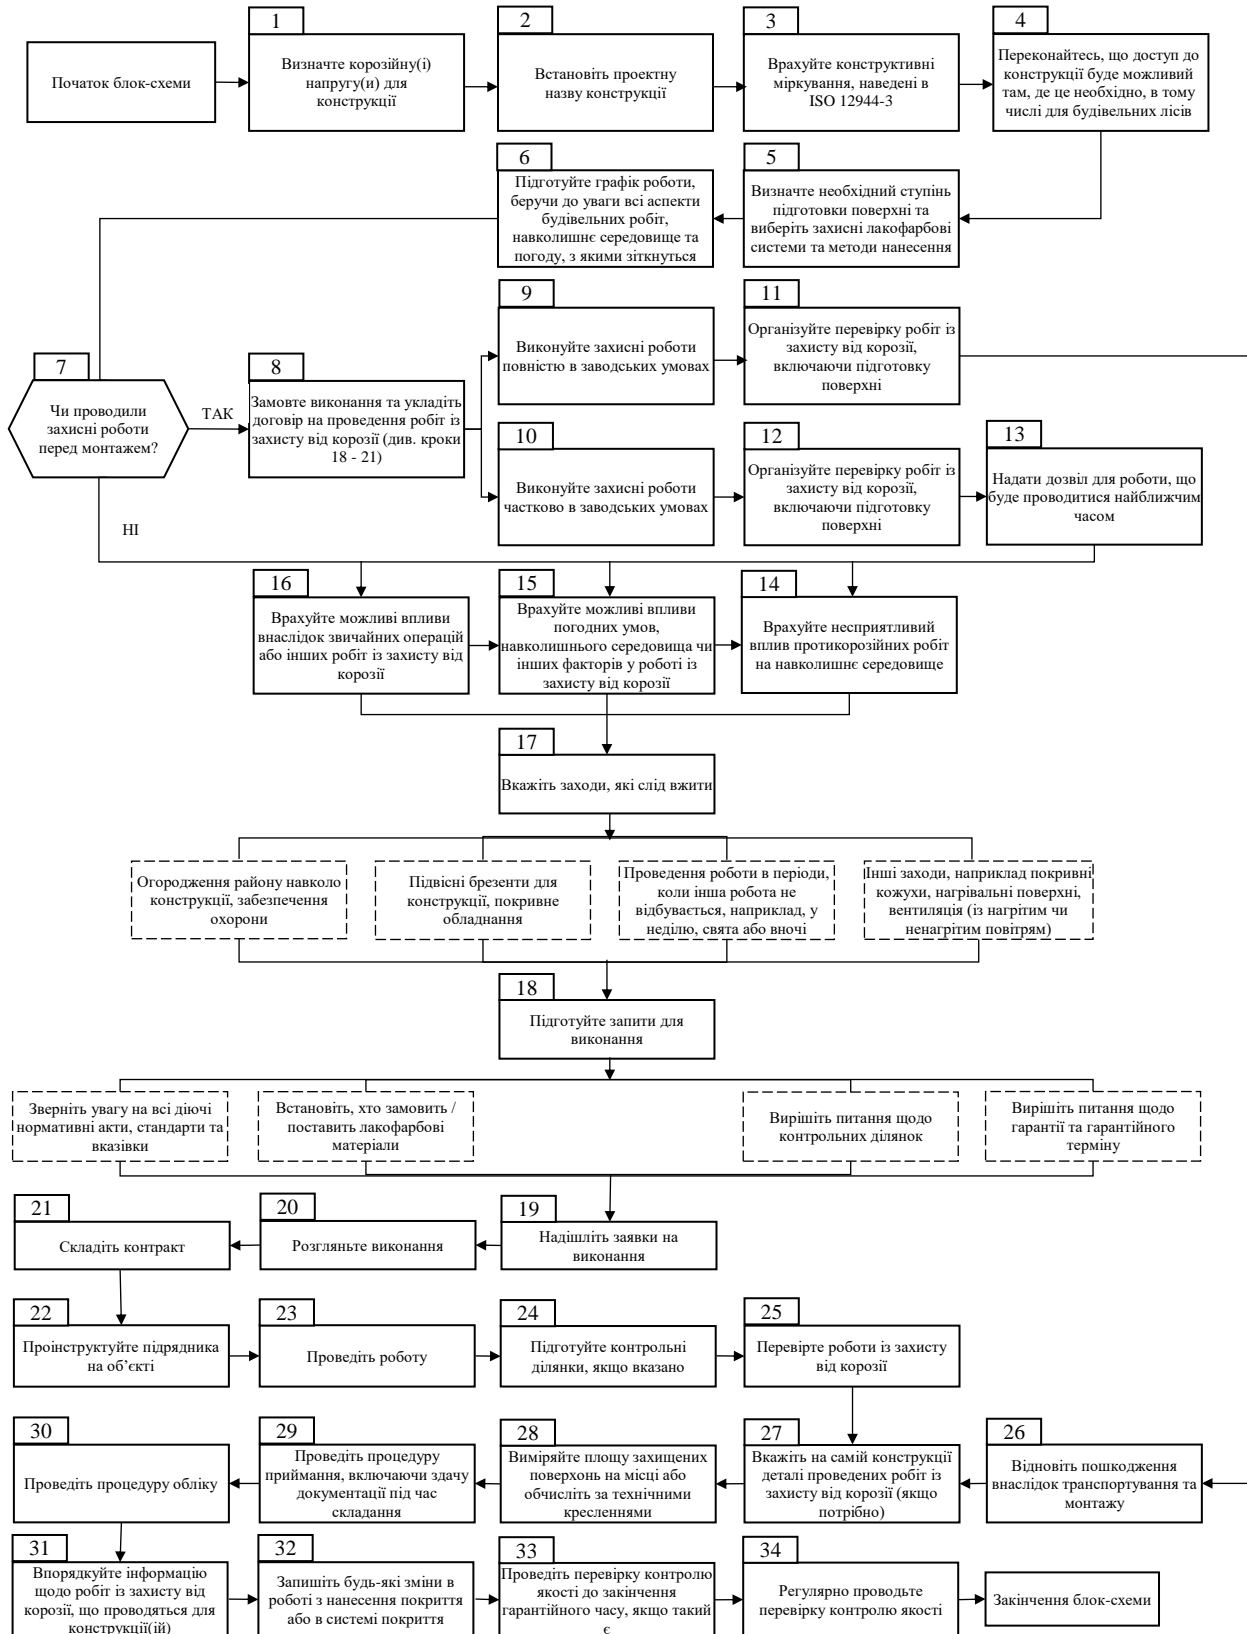 Початок блок-схеми
1
Визначте корозійну(і)
напругу(и) для
конструкції
2
Встановіть проектну
назву конструкції
3
Врахуйте конструктивні
міркування, наведені в
ISO 12944-3
4
Переконайтесь, що доступ до
конструкції буде можливий
там, де це необхідно, в тому
числі для будівельних лісів
6
Підготуйте графік роботи,
беручи до уваги всі аспекти
будівельних робіт,
навколишнє середовище та
погоду, з якими зіткнуться
5
Визначте необхідний ступінь
підготовки поверхні та
виберіть захисні лакофарбові
системи та методи нанесення
7
Чи проводили
захисні роботи
перед монтажем?
ТАК
НІ
8
Замовте виконання та укладіть
договір на проведення робіт із
захисту від корозії (див. кроки
18 - 21)
9
Виконуйте захисні роботи
повністю в заводських умовах
11
Організуйте перевірку робіт із
захисту від корозії,
включаючи підготовку
поверхні
10
Виконуйте захисні роботи
частково в заводських умовах
12
Організуйте перевірку робіт із
захисту від корозії,
включаючи підготовку
поверхні
13
Надати дозвіл для роботи, що
буде проводитися найближчим
часом
16
Врахуйте можливі впливи
внаслідок звичайних операцій
або інших робіт із захисту від
корозії
15
Врахуйте можливі впливи
погодних умов,
навколишнього середовища чи
інших факторів у роботі із
захисту від корозії
14
Врахуйте несприятливий
вплив протикорозійних робіт
на навколишнє середовище
17
Вкажіть заходи, які слід вжити
Огородження району навколо
конструкції, забезпечення
охорони
Підвісні брезенти для
конструкції, покривне
обладнання
Проведення роботи в періоди,
коли інша робота не
відбувається, наприклад, у
неділю, свята або вночі
Інші заходи, наприклад покривні
кожухи, нагрівальні поверхні,
вентиляція (із нагрітим чи
ненагрітим повітрям)
18
Підготуйте запити для
виконання
Зверніть увагу на всі діючі
нормативні акти, стандарти та
вказівки
Встановіть, хто замовить /
поставить лакофарбові
матеріали
Вирішіть питання щодо
контрольних ділянок
Вирішіть питання щодо
гарантії та гарантійного
терміну
21
Складіть контракт
20
Розгляньте виконання
19
Надішліть заявки на
виконання
22
Проінструктуйте підрядника
на об’єкті
23
Проведіть роботу
24
Підготуйте контрольні
ділянки, якщо вказано
25
Перевірте роботи із захисту
від корозії
30
Проведіть процедуру обліку
29
Проведіть процедуру
приймання, включаючи здачу
документації під час
складання
28
Виміряйте площу захищених
поверхонь на місці або
обчисліть за технічними
кресленнями
27
Вкажіть на самій конструкції
деталі проведених робіт із
захисту від корозії (якщо
потрібно)
26
Відновіть пошкодження
внаслідок транспортування та
монтажу
31
Впорядкуйте інформацію
щодо робіт із захисту від
корозії, що проводяться для
конструкції(ій)
32
Запишіть будь-які зміни в
роботі з нанесення покриття
або в системі покриття
33
Проведіть перевірку контролю
якості до закінчення
гарантійного часу, якщо такий
є
34
Регулярно проводьте
перевірку контролю якості
Закінчення блок-схеми